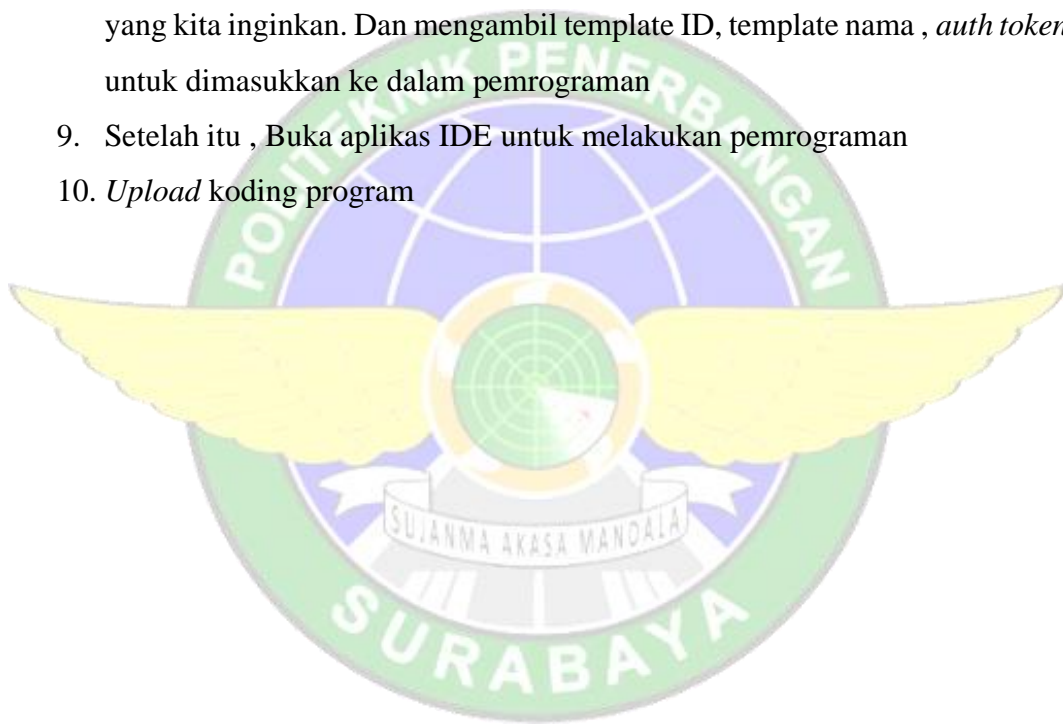 yang kita inginkan. Dan mengambil template ID, template nama , auth token
untuk dimasukkan ke dalam pemrograman
9. Setelah itu , Buka aplikas IDE untuk melakukan pemrograman
10. Upload koding program
POLITEKNIK PENERBANGAN
SUJANMA AKASA MANDALA
SURABAYA